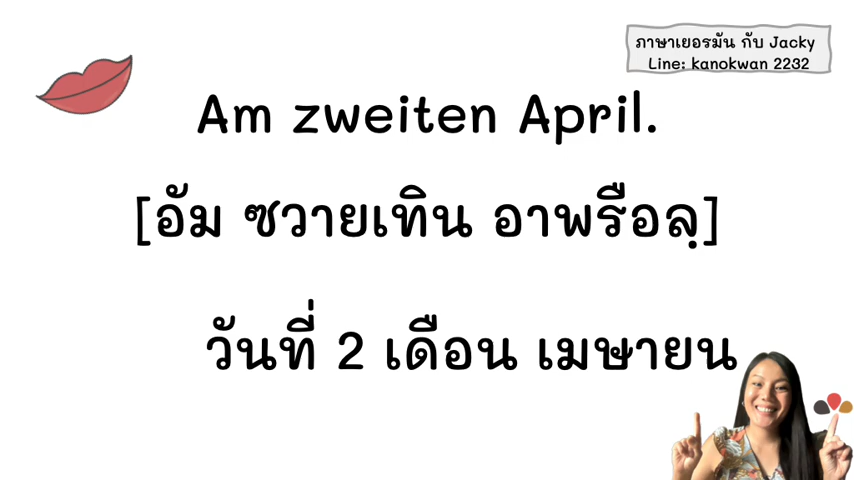 ภาษาเยอรมัน กับ Jacky
Line: kanokwan 2232
Am zweiten April.
[อัม ซวายเทิน อาพรือลฺ]
วันที่ 2 เดือน เมษายน